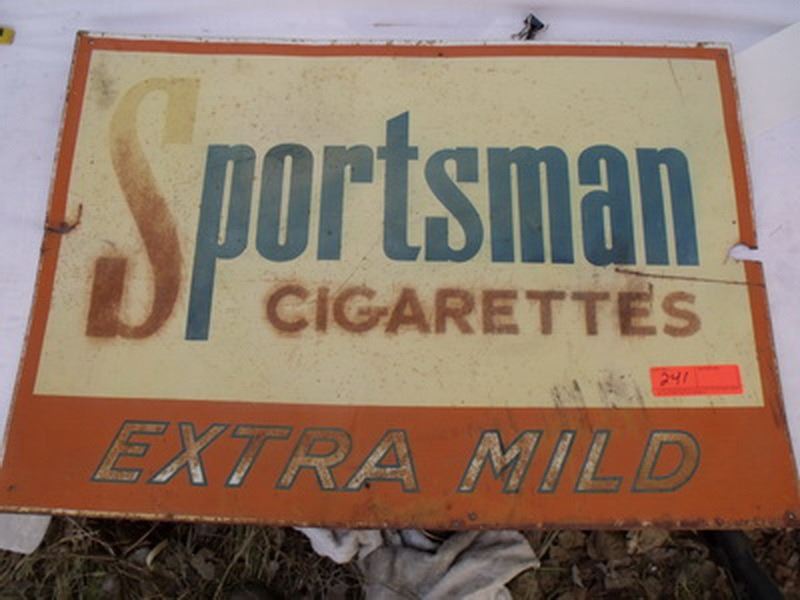 Sportsman
CIGARETTES
241
EXTRA MILD